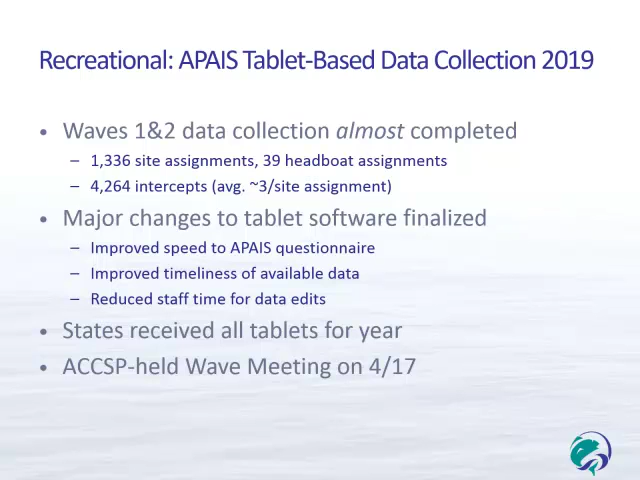 Recreational: APAIS Tablet-Based Data Collection 2019
• Waves 1&2 data collection almost completed
– 1,336 site assignments, 39 headboat assignments
– 4,264 intercepts (avg. ~3/site assignment)
• Major changes to tablet software finalized
– Improved speed to APAIS questionnaire
– Improved timeliness of available data
– Reduced staff time for data edits
• States received all tablets for year
• ACCSP-held Wave Meeting on 4/17